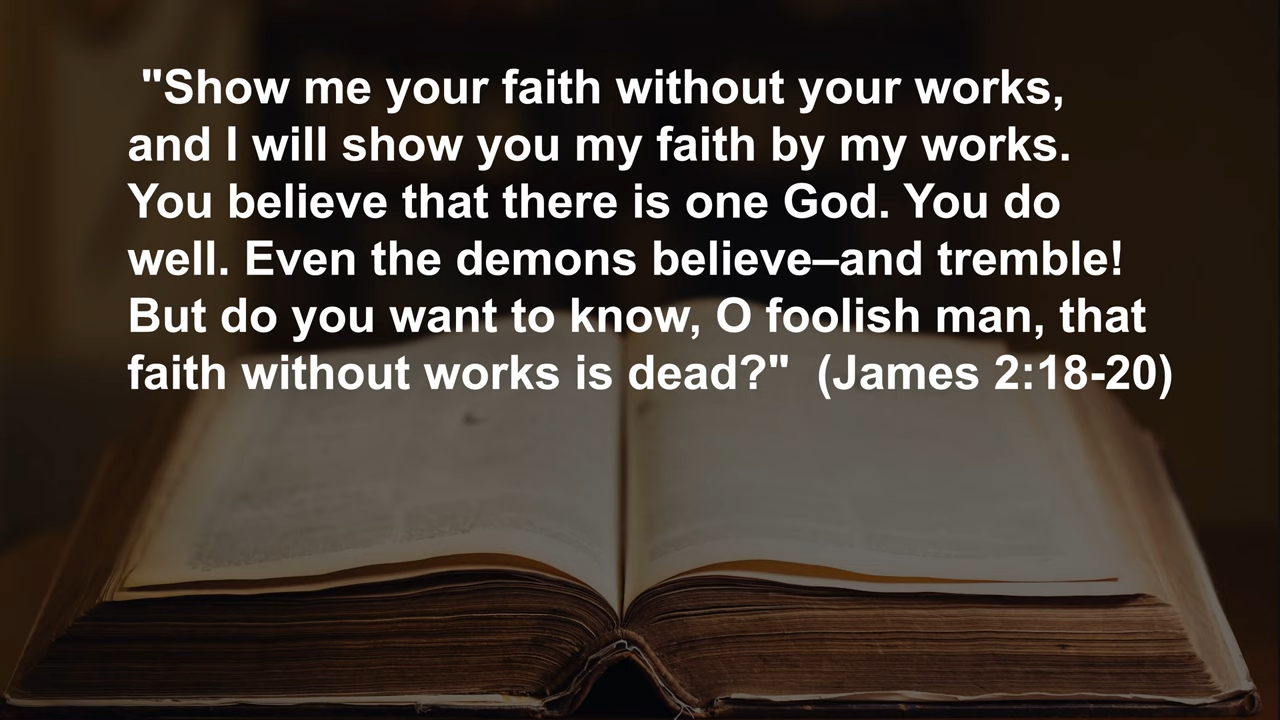 "Show me your faith without your works,
and I will show you my faith by my works.
You believe that there is one God. You do
well. Even the demons believe–and tremble!
But do you want to know, O foolish man, that
faith without works is dead?"  (James 2:18-20)